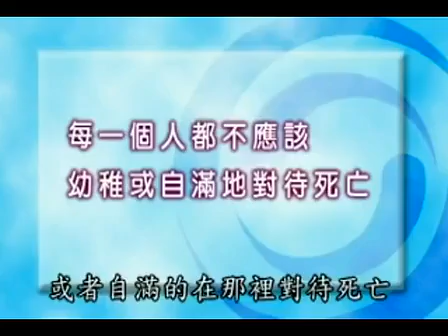 每一個人都不應該
幼稚或自滿地對待死亡
或者自滿的在那裡對待死亡